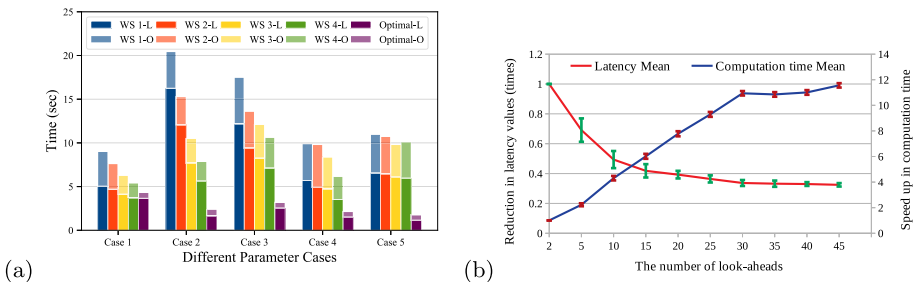 WS 1-L WS 2-L WS 3-L WS 4-L Optimal-L
WS 1-O WS 2-O WS 3-O WS 4-O Optimal-O
25
20
15
10
5
0
Time (sec)
Case 1 Case 2 Case 3 Case 4 Case 5
Different Parameter Cases
(a)
Latency Mean Computation time Mean
1.2
1
0.8
0.6
0.4
0.2
0
Reduction in latency values (times)
14
12
10
8
6
4
2
0
Speed up in computation time
2 5 10 15 20 25 30 35 40 45
The number of look-aheads
(b)